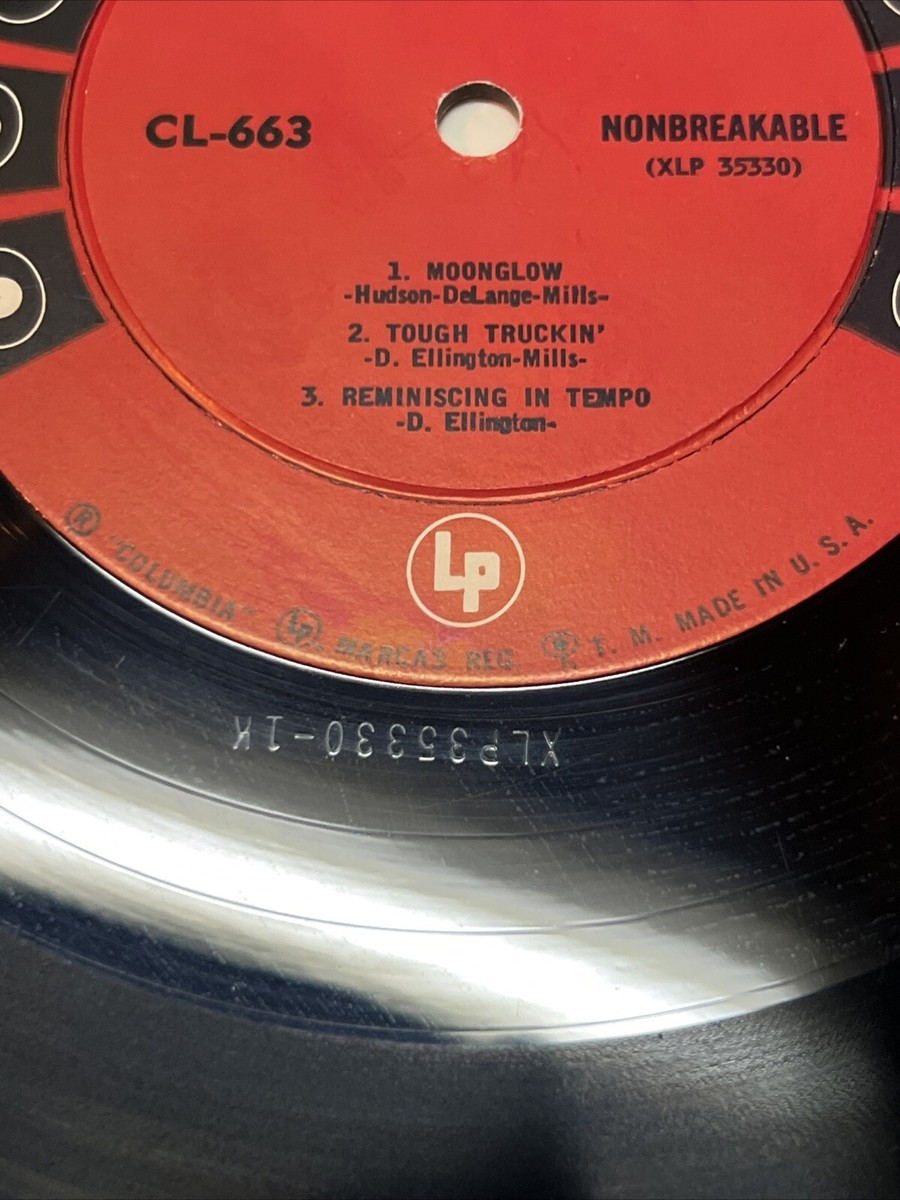 CL-663
NONBREAKABLE
(XLP 35330)
1. MOONGLOW
-Hudson-DeLange-Mills-
2. TOUGH TRUCKIN'
-D. Ellington-Mills-
3. REMINISCING IN TEMPO
-D. Ellington-
Lp
® "COLUMBIA" Lp MARCAS REG. T. M. MADE IN U. S. A.
XLP35330-1K